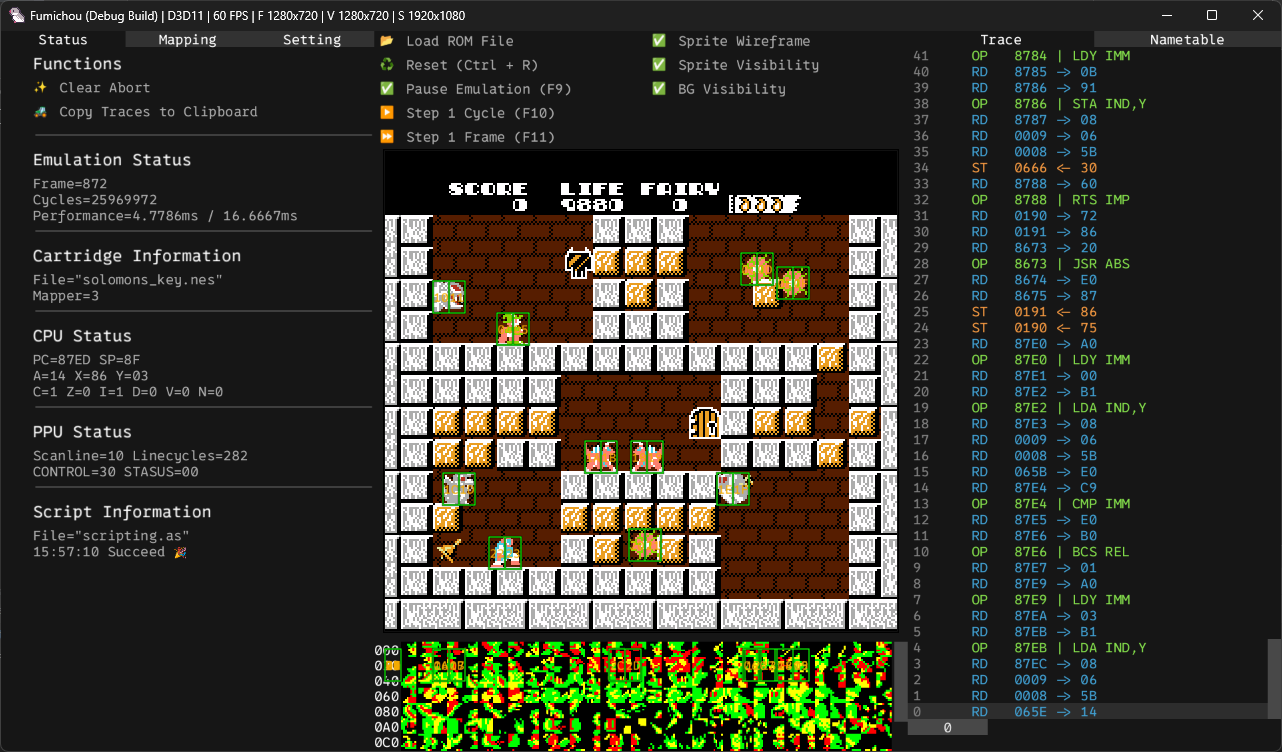 Fumichou (Debug Build) | D3D11 | 60 FPS | F 1280x720 | V 1280x720 | S 1920x1080
Status Mapping Setting
Functions
Clear Abort
Copy Traces to Clipboard
Emulation Status
Frame=872
Cycles=25969972
Performance=4.7786ms / 16.6667ms
Cartridge Information
File="solomons_key.nes"
Mapper=3
CPU Status
PC=87ED SP=8F
A=14 X=86 Y=03
C=1 Z=0 I=1 D=0 V=0 N=0
PPU Status
Scanline=10 Linecycles=282
CONTROL=30 STASUS=00
Script Information
File="scripting.as"
15:57:10 Succeed 🎉
Load ROM File
Reset (Ctrl + R)
Pause Emulation (F9)
Step 1 Cycle (F10)
Step 1 Frame (F11)
Sprite Wireframe
Sprite Visibility
BG Visibility
SCORE LIFE FAIRY
0 9880 0
000
040
060
080
0A0
0C0
Trace Nametable
41 OP 8784 | LDY IMM
40 RD 8785 -> 0B
39 RD 8786 -> 91
38 OP 8786 | STA IND,Y
37 RD 8787 -> 08
36 RD 0009 -> 06
35 RD 0008 -> 5B
34 ST 0666 <- 30
33 RD 8788 -> 60
32 OP 8788 | RTS IMP
31 RD 0190 -> 72
30 RD 0191 -> 86
29 RD 8673 -> 20
28 OP 8673 | JSR ABS
27 RD 8674 -> E0
26 RD 8675 -> 87
25 ST 0191 <- 86
24 ST 0190 <- 75
23 RD 87E0 -> A0
22 OP 87E0 | LDY IMM
21 RD 87E1 -> 00
20 RD 87E2 -> B1
19 OP 87E2 | LDA IND,Y
18 RD 87E3 -> 08
17 RD 0009 -> 06
16 RD 0008 -> 5B
15 RD 065B -> E0
14 RD 87E4 -> C9
13 OP 87E4 | CMP IMM
12 RD 87E5 -> E0
11 RD 87E6 -> B0
10 OP 87E6 | BCS REL
9 RD 87E7 -> 01
8 RD 87E9 -> A0
7 OP 87E9 | LDY IMM
6 RD 87EA -> 03
5 RD 87EB -> B1
4 OP 87EB | LDA IND,Y
3 RD 87EC -> 08
2 RD 0009 -> 06
1 RD 0008 -> 5B
0 RD 065E -> 14
0